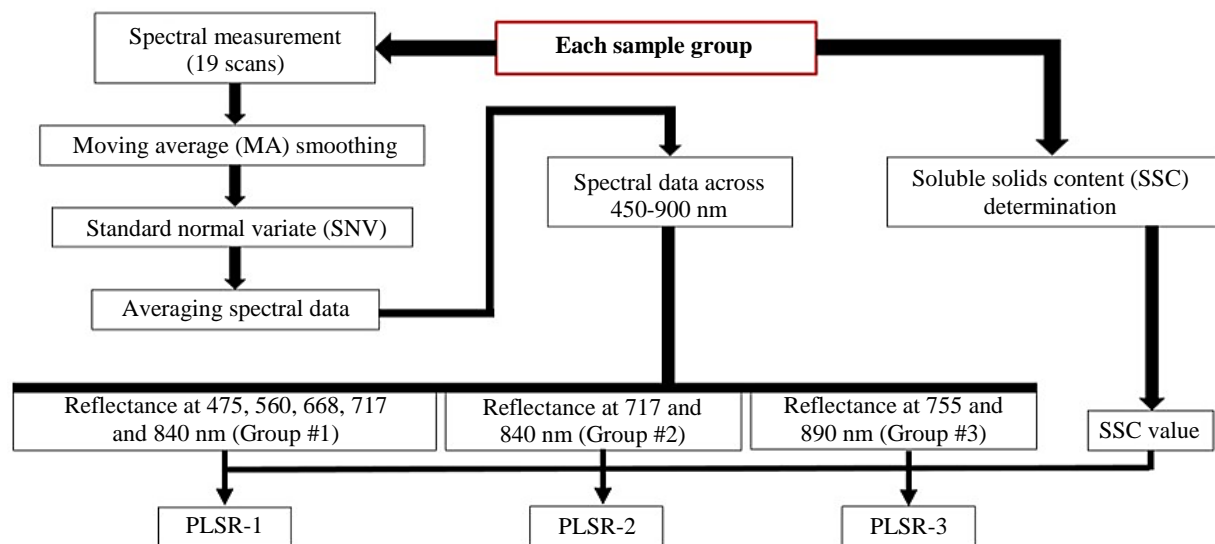 Spectral measurement
(19 scans)
Each sample group
Moving average (MA) smoothing
Standard normal variate (SNV)
Averaging spectral data
Spectral data across
450-900 nm
Soluble solids content (SSC)
determination
Reflectance at 475, 560, 668, 717
and 840 nm (Group #1)
Reflectance at 717 and
840 nm (Group #2)
Reflectance at 755 and
890 nm (Group #3)
SSC value
PLSR-1
PLSR-2
PLSR-3